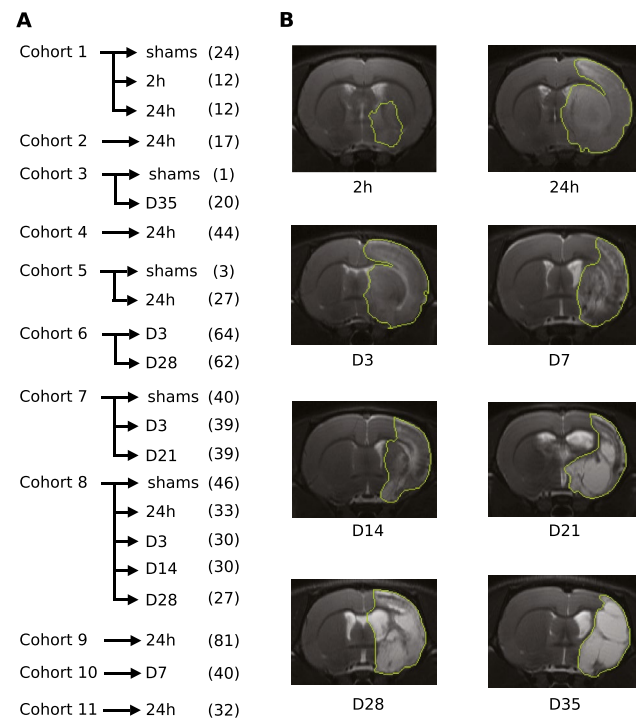 A
Cohort 1 shams (24)
2h (12)
24h (12)
Cohort 2 24h (17)
Cohort 3 shams (1)
D35 (20)
Cohort 4 24h (44)
Cohort 5 shams (3)
24h (27)
Cohort 6 D3 (64)
D28 (62)
Cohort 7 shams (40)
D3 (39)
D21 (39)
Cohort 8 shams (46)
24h (33)
D3 (30)
D14 (30)
D28 (27)
Cohort 9 24h (81)
Cohort 10 D7 (40)
Cohort 11 24h (32)
B
2h 24h
D3 D7
D14 D21
D28 D35